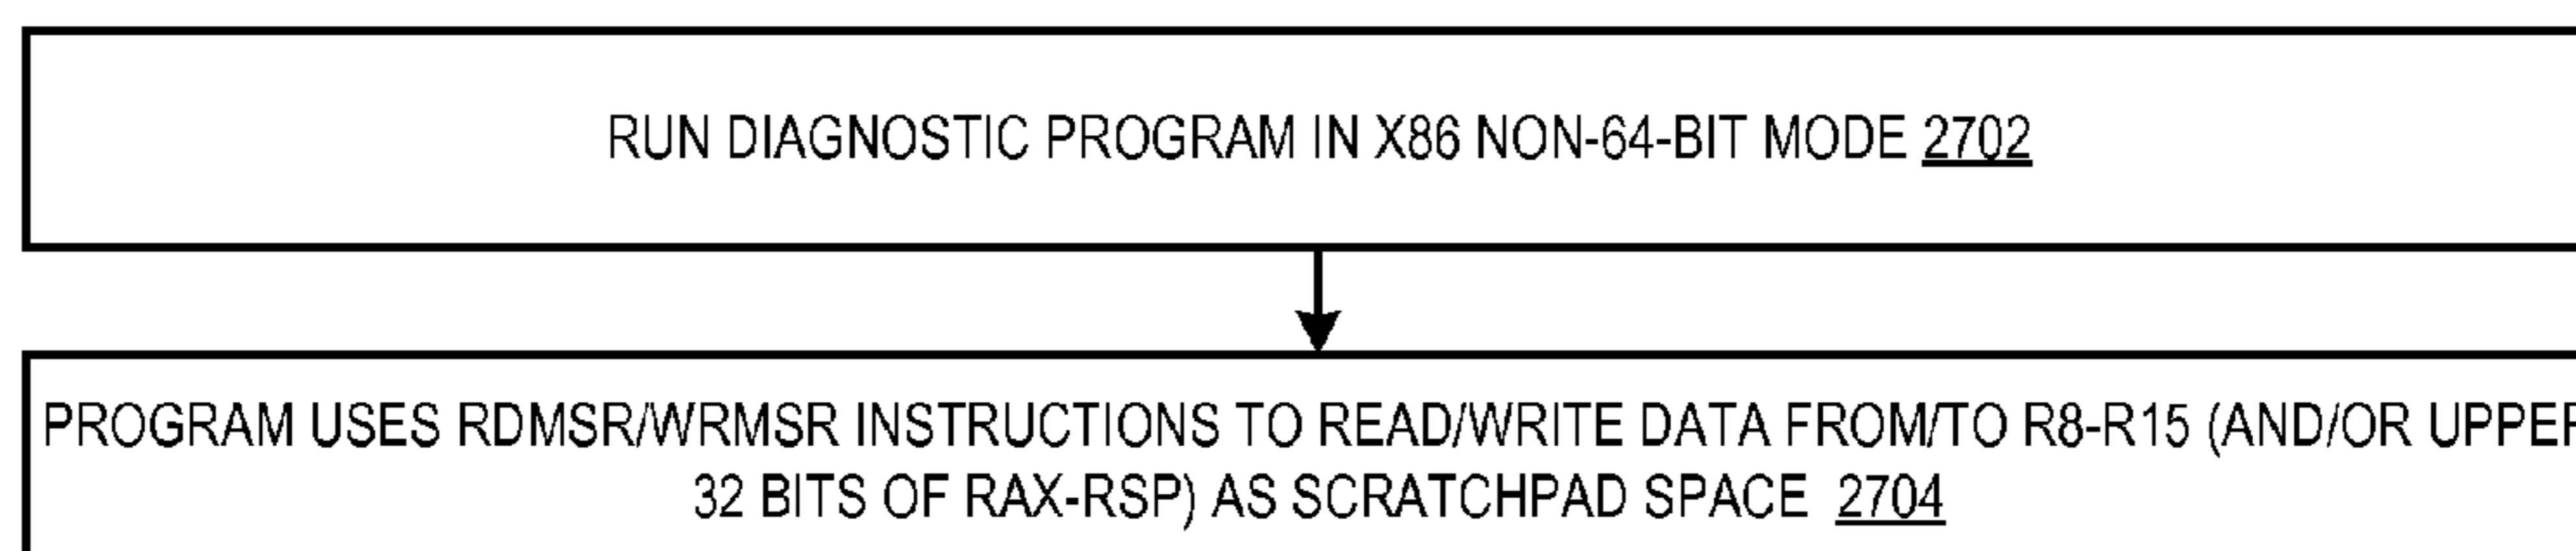 RUN DIAGNOSTIC PROGRAM IN X86 NON-64-BIT MODE 2702
PROGRAM USES RDMSR/WRMSR INSTRUCTIONS TO READ/WRITE DATA FROM/TO R8-R15 (AND/OR UPPER
32 BITS OF RAX-RSP) AS SCRATCHPAD SPACE 2704